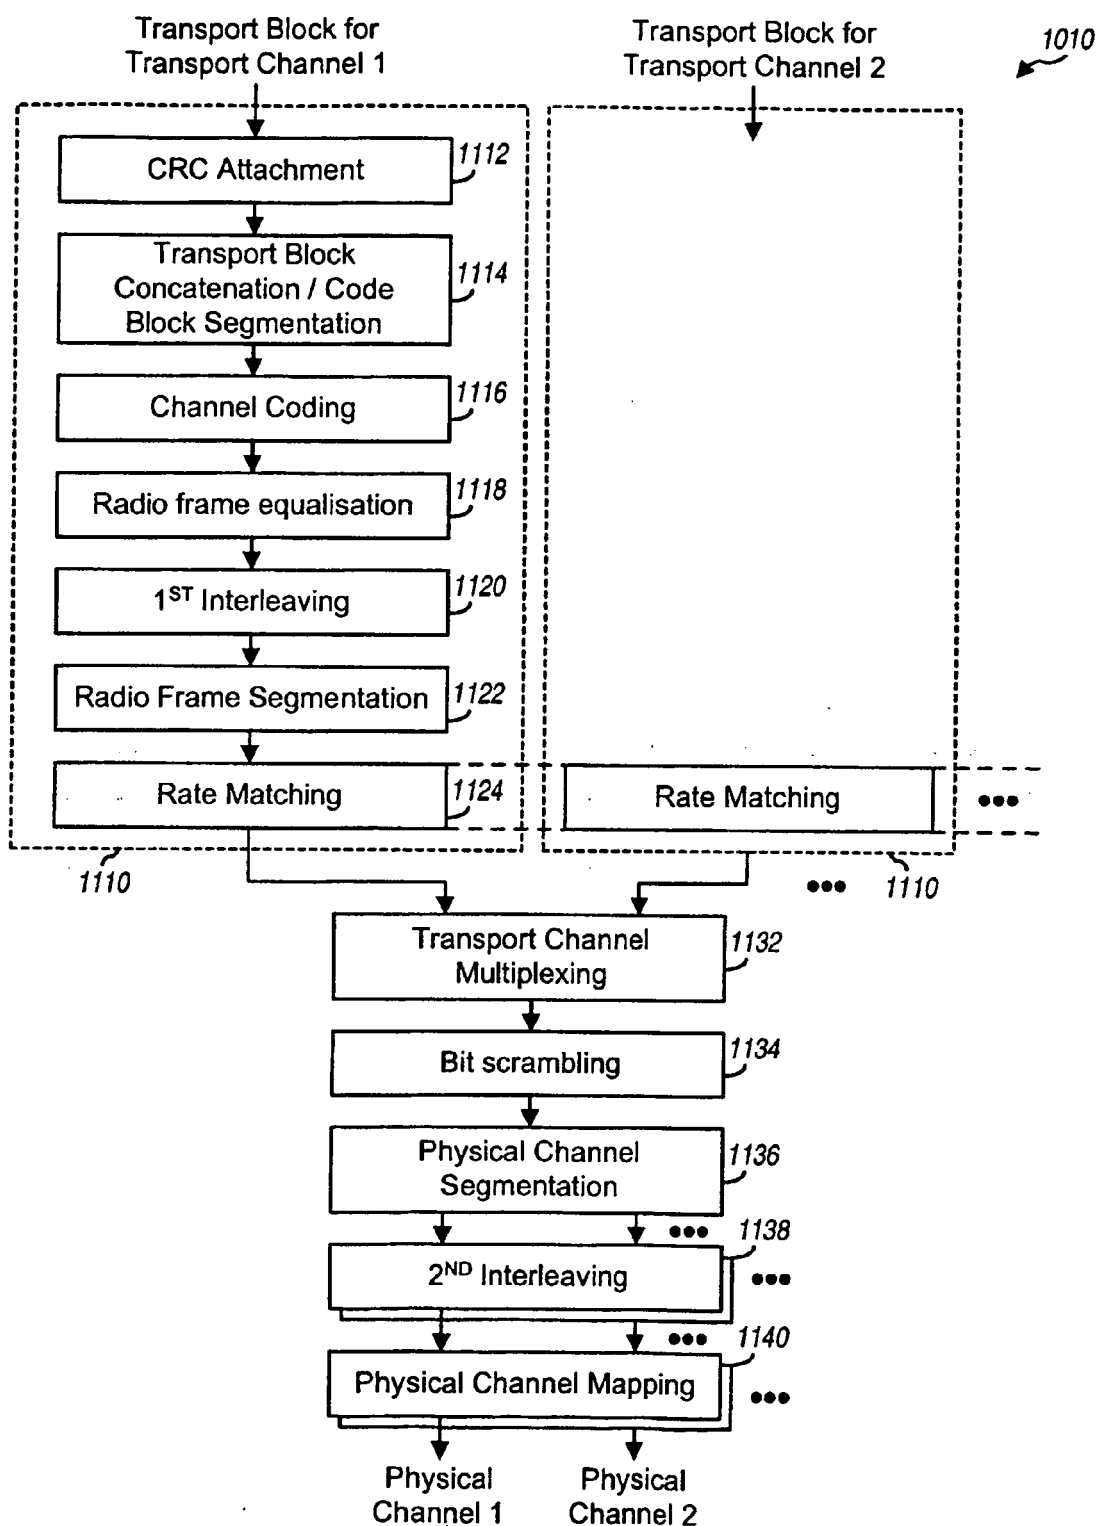 Transport Block for
Transport Channel 1
Transport Block for
Transport Channel 2
1010
CRC Attachment
1112
Transport Block
Concatenation / Code
Block Segmentation
1114
Channel Coding
1116
Radio frame equalisation
1118
1ST Interleaving
1120
Radio Frame Segmentation
1122
Rate Matching
1124
Rate Matching
•••
1110
••• 
1110
Transport Channel
Multiplexing
1132
Bit scrambling
1134
Physical Channel
Segmentation
1136
•••
1138
2ND Interleaving
•••
•••
1140
Physical Channel Mapping
•••
Physical
Channel 1
Physical
Channel 2